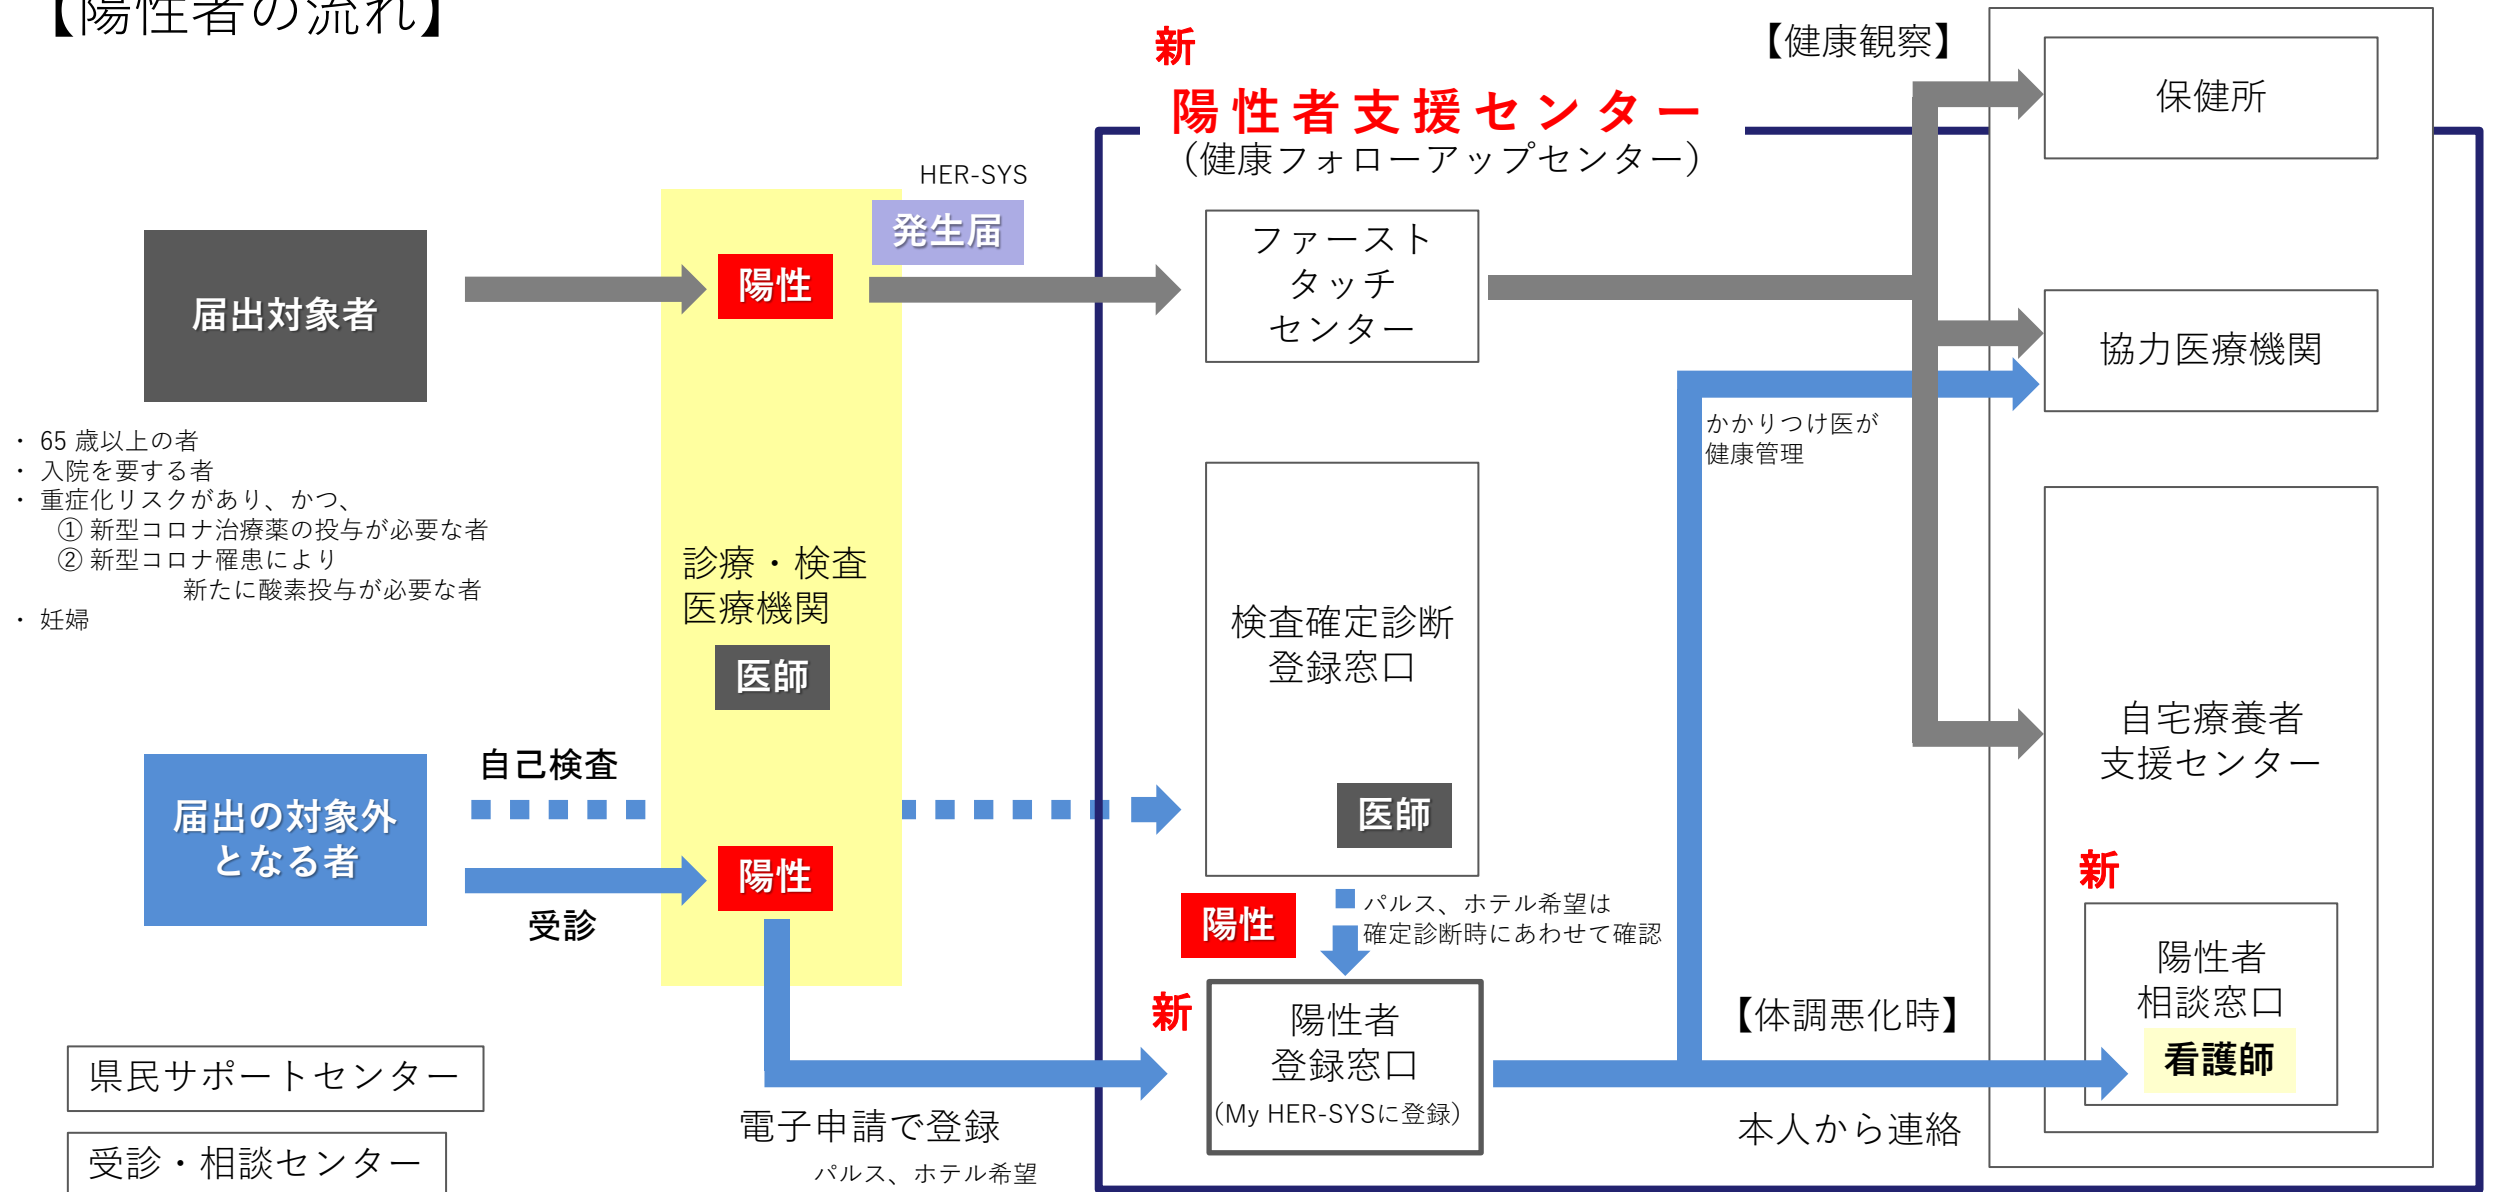 【陽性者の流れ】
新
陽性者支援センター
（健康フォローアップセンター）
【健康観察】
保健所
HER-SYS
発生届
陽性
届出対象者
ファースト
タッチ
センター
協力医療機関
かかりつけ医が
健康管理
・ 65 歳以上の者
・ 入院を要する者
・ 重症化リスクがあり、かつ、
① 新型コロナ治療薬の投与が必要な者
② 新型コロナ罹患により
新たに酸素投与が必要な者
・ 妊婦
診療・検査
医療機関
医師
検査確定診断
登録窓口
医師
自宅療養者
支援センター
自己検査
届出の対象外
となる者
陽性
受診
陽性
パルス、ホテル希望は
確定診断時にあわせて確認
新
陽性者
相談窓口
看護師
新
陽性者
登録窓口
（My HER-SYSに登録）
【体調悪化時】
本人から連絡
電子申請で登録
パルス、ホテル希望
県民サポートセンター
受診・相談センター